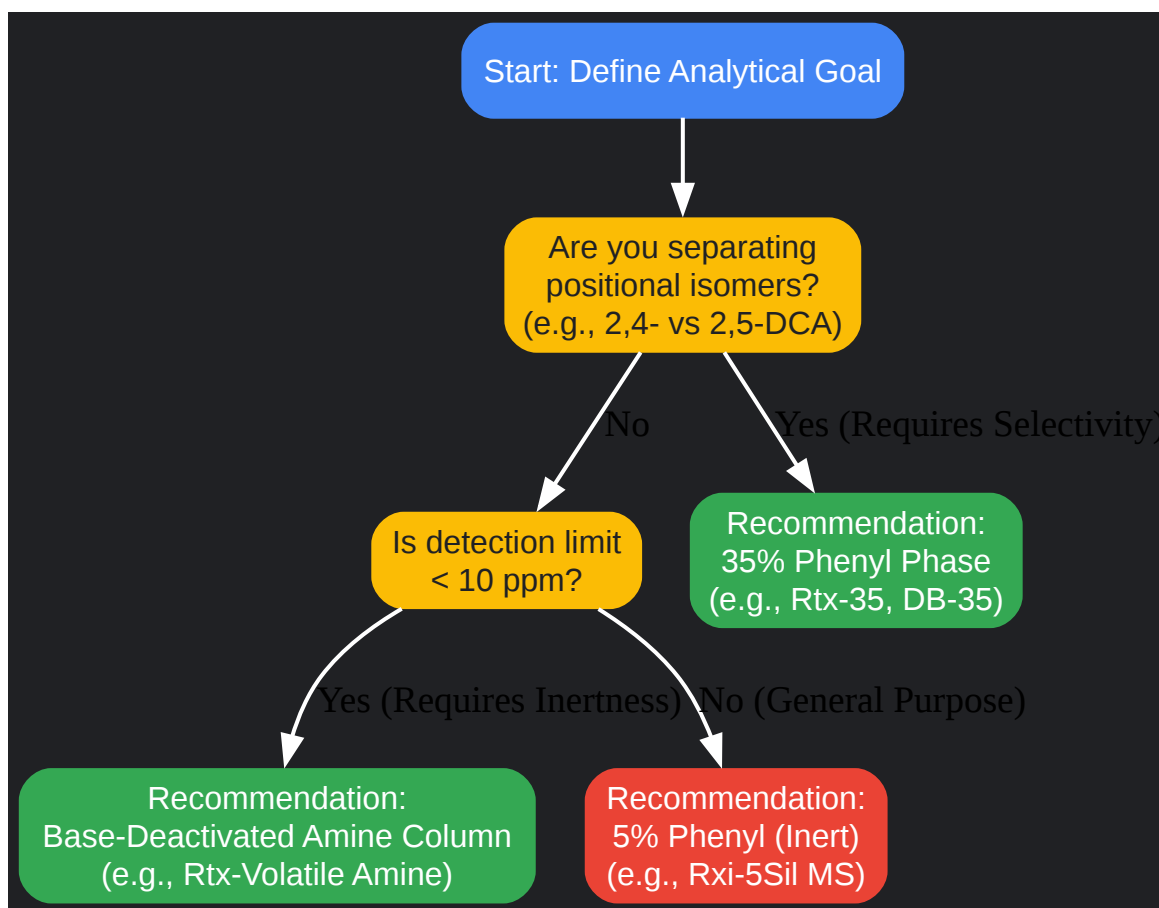 Start: Define Analytical Goal
Are you separating
positional isomers?
(e.g., 2,4- vs 2,5-DCA)
No
Yes (Requires Selectivity)
Recommendation:
35% Phenyl Phase
(e.g., Rtx-35, DB-35)
Is detection limit
< 10 ppm?
Yes (Requires Inertness)
No (General Purpose)
Recommendation:
Base-Deactivated Amine Column
(e.g., Rtx-Volatile Amine)
Recommendation:
5% Phenyl (Inert)
(e.g., Rxi-5Sil MS)